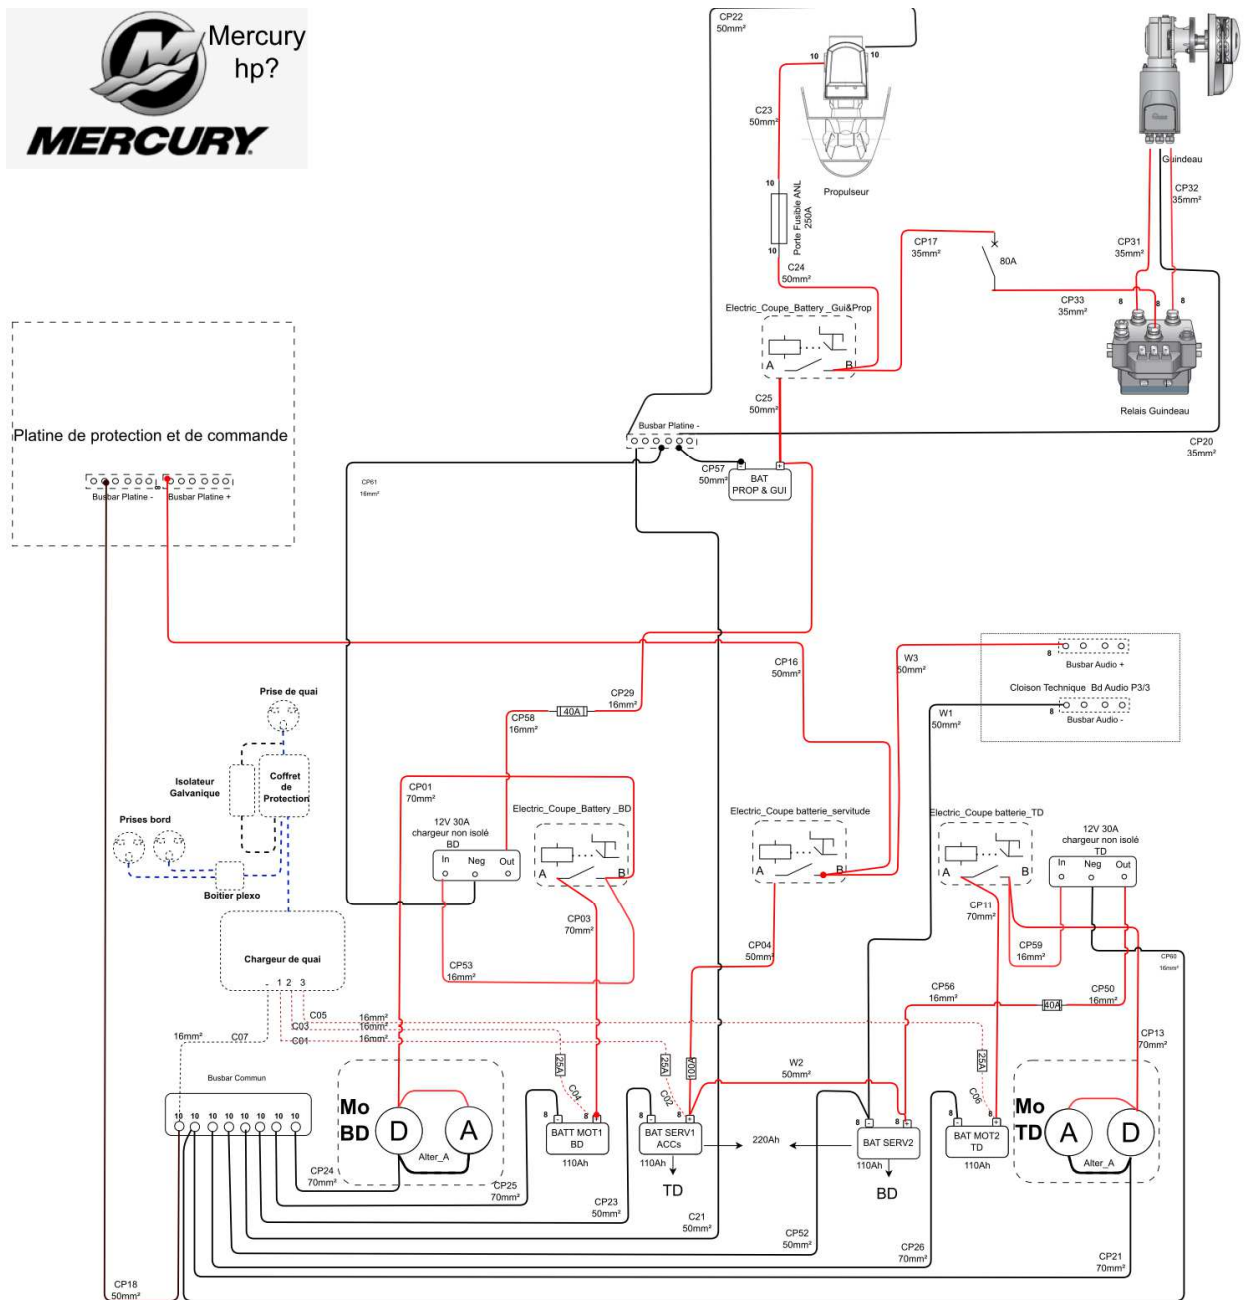 Mercury
hp?
MERCURY
CP22
50mm²
10
10
C23
50mm²
Propulseur
10
Porte Fusible ANL
250A
10
C24
50mm²
CP17
35mm²
80A
CP33
35mm²
Guindeau
CP32
35mm²
CP31
35mm²
8
8
8
Relais Guindeau
Electric_Coupe_Battery _Gui&Prop
A
B
C25
50mm²
Busbar Platine -
CP20
35mm²
CP57
50mm²
-
+
BAT
PROP & GUI
CP61
16mm²
Platine de protection et de commande
Busbar Platine -
8
Busbar Platine +
CP16
50mm²
W3
50mm²
8
Busbar Audio +
Cloison Technique Bd Audio P3/3
8
Busbar Audio -
W1
50mm²
CP29
16mm²
40A
CP58
16mm²
Prise de quai
Isolateur
Galvanique
Coffret
de
Protection
Prises bord
Boitier plexo
Chargeur de quai
- 1 2 3
CP01
70mm²
12V 30A
chargeur non isolé
BD
In
Neg
Out
Electric_Coupe_Battery _BD
A
B
Electric_Coupe batterie_servitude
A
B
Electric_Coupe batterie_TD
A
B
12V 30A
chargeur non isolé
TD
In
Neg
Out
CP03
70mm²
CP53
16mm²
CP04
50mm²
CP11
70mm²
CP59
16mm²
CP60
16mm²
CP56
16mm²
40A
CP50
16mm²
CP13
70mm²
C05
16mm²
C03
16mm²
C01
16mm²
16mm²
C07
Busbar Commun
10
10
10
10
10
10
10
10
Mo
BD
D
A
Alter_A
25A
C04
8
8
-
+
BATT MOT1
BD
110Ah
25A
C02
100A
8
8
-
+
BAT SERV1
ACCs
110Ah
TD
220Ah
W2
50mm²
8
8
-
+
BAT SERV2
110Ah
BD
25A
C06
8
-
+
BAT MOT2
TD
110Ah
Mo
TD
A
D
Alter_A
CP24
70mm²
CP25
70mm²
CP23
50mm²
C21
50mm²
CP52
50mm²
CP26
70mm²
CP21
70mm²
CP18
50mm²